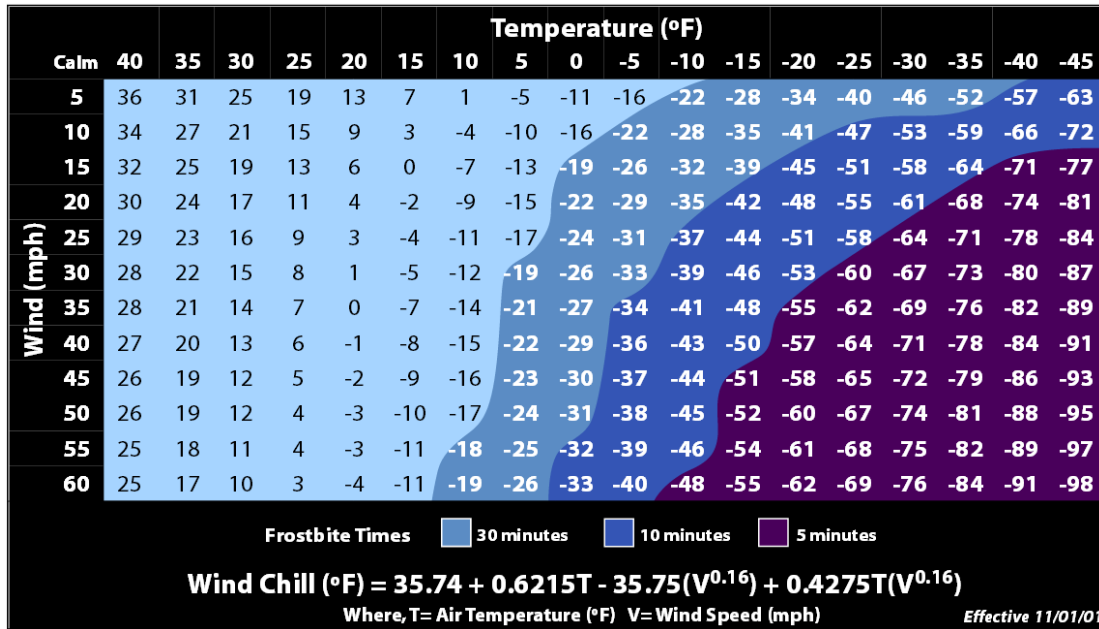 Temperature (ºF)
Calm 40 35 30 25 20 15 10 5 0 -5 -10 -15 -20 -25 -30 -35 -40 -45
Wind (mph)
5 36 31 25 19 13 7 1 -5 -11 -16 -22 -28 -34 -40 -46 -52 -57 -63
10 34 27 21 15 9 3 -4 -10 -16 -22 -28 -35 -41 -47 -53 -59 -66 -72
15 32 25 19 13 6 0 -7 -13 -19 -26 -32 -39 -45 -51 -58 -64 -71 -77
20 30 24 17 11 4 -2 -9 -15 -22 -29 -35 -42 -48 -55 -61 -68 -74 -81
25 29 23 16 9 3 -4 -11 -17 -24 -31 -37 -44 -51 -58 -64 -71 -78 -84
30 28 22 15 8 1 -5 -12 -19 -26 -33 -39 -46 -53 -60 -67 -73 -80 -87
35 28 21 14 7 0 -7 -14 -21 -27 -34 -41 -48 -55 -62 -69 -76 -82 -89
40 27 20 13 6 -1 -8 -15 -22 -29 -36 -43 -50 -57 -64 -71 -78 -84 -91
45 26 19 12 5 -2 -9 -16 -23 -30 -37 -44 -51 -58 -65 -72 -79 -86 -93
50 26 19 12 4 -3 -10 -17 -24 -31 -38 -45 -52 -60 -67 -74 -81 -88 -95
55 25 18 11 4 -3 -11 -18 -25 -32 -39 -46 -54 -61 -68 -75 -82 -89 -97
60 25 17 10 3 -4 -11 -19 -26 -33 -40 -48 -55 -62 -69 -76 -84 -91 -98
Frostbite Times 30 minutes 10 minutes 5 minutes
Wind Chill (ºF) = 35.74 + 0.6215T - 35.75(V^0.16) + 0.4275T(V^0.16)
Where, T= Air Temperature (ºF) V= Wind Speed (mph) Effective 11/01/01